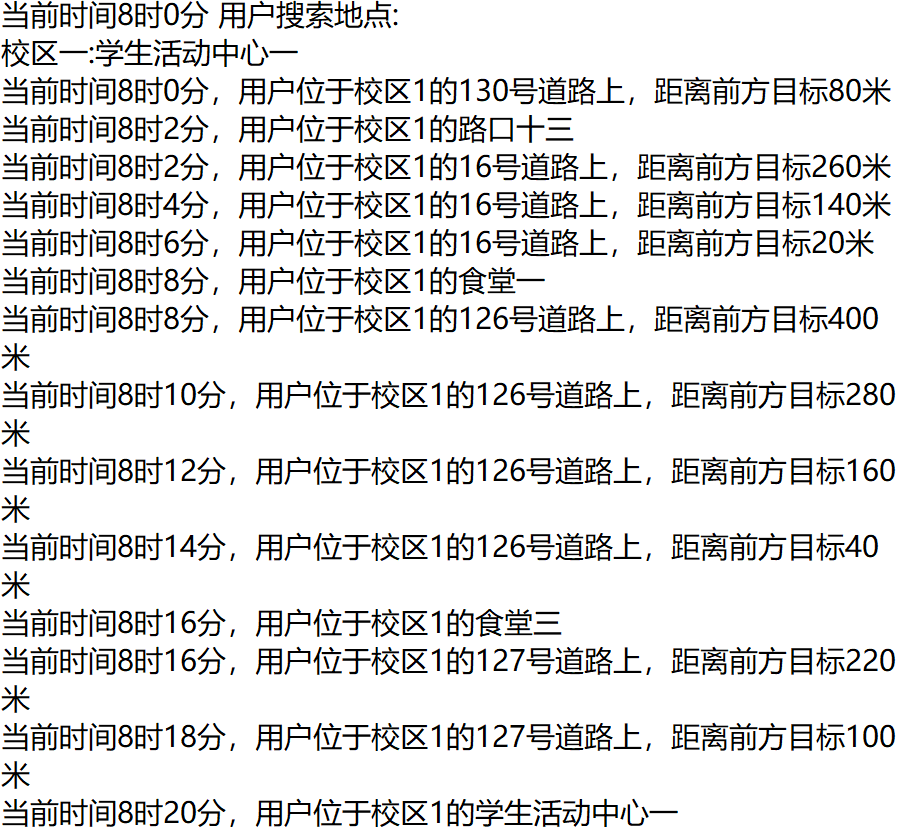 当前时间8时0分 用户搜索地点:
校区一:学生活动中心一
当前时间8时0分，用户位于校区1的130号道路上，距离前方目标80米
当前时间8时2分，用户位于校区1的路口十三
当前时间8时2分，用户位于校区1的16号道路上，距离前方目标260米
当前时间8时4分，用户位于校区1的16号道路上，距离前方目标140米
当前时间8时6分，用户位于校区1的16号道路上，距离前方目标20米
当前时间8时8分，用户位于校区1的食堂一
当前时间8时8分，用户位于校区1的126号道路上，距离前方目标400
米
当前时间8时10分，用户位于校区1的126号道路上，距离前方目标280
米
当前时间8时12分，用户位于校区1的126号道路上，距离前方目标160
米
当前时间8时14分，用户位于校区1的126号道路上，距离前方目标40
米
当前时间8时16分，用户位于校区1的食堂三
当前时间8时16分，用户位于校区1的127号道路上，距离前方目标220
米
当前时间8时18分，用户位于校区1的127号道路上，距离前方目标100
米
当前时间8时20分，用户位于校区1的学生活动中心一